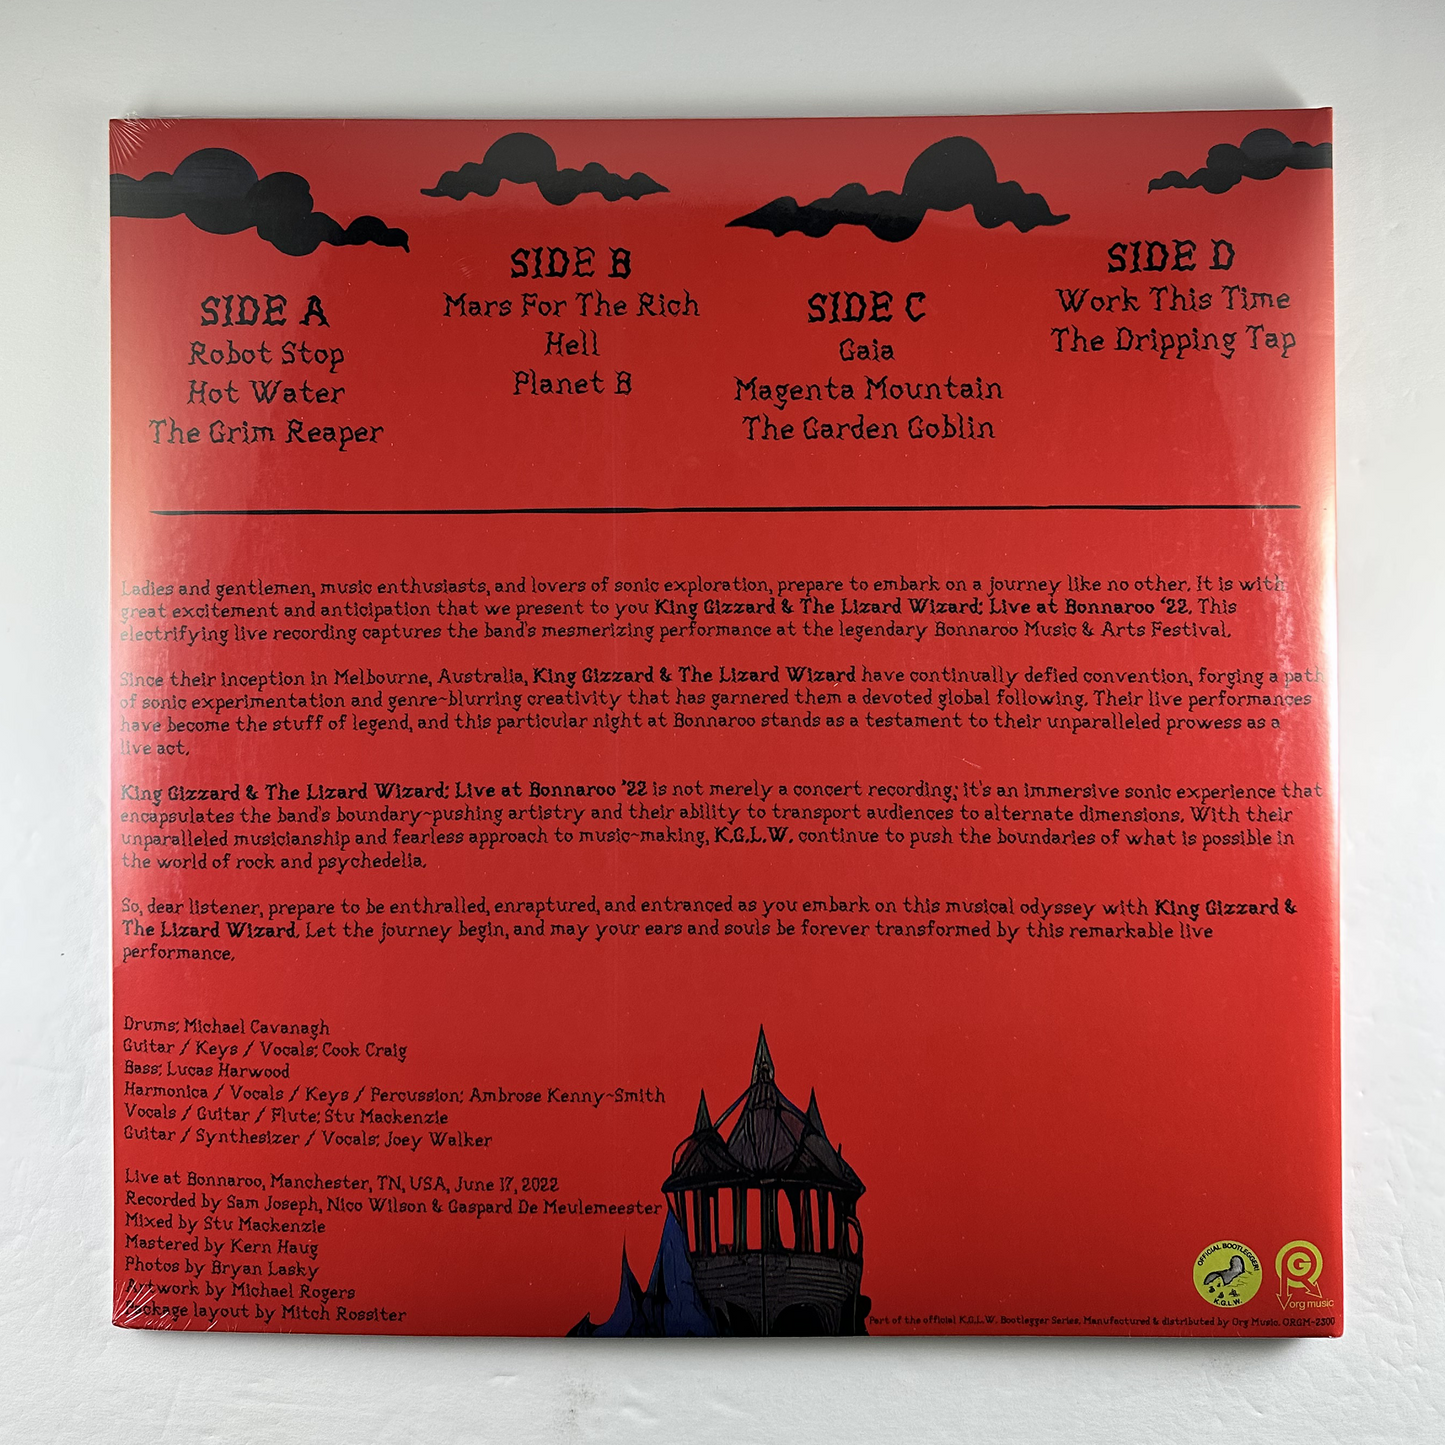 SIDE A
Robot Stop
Hot Water
The Grim Reaper
SIDE B
Mars For The Rich
Hell
Planet B
SIDE C
Gaia
Magenta Mountain
The Garden Goblin
SIDE D
Work This Time
The Dripping Tap
Ladies and gentlemen, music enthusiasts, and lovers of sonic exploration, prepare to embark on a journey like no other. It is with
great excitement and anticipation that we present to you King Gizzard & The Lizard Wizard: Live at Bonnaroo '22. This
electrifying live recording captures the band's mesmerizing performance at the legendary Bonnaroo Music & Arts Festival.
Since their inception in Melbourne, Australia, King Gizzard & The Lizard Wizard have continually defied convention, forging a path
of sonic experimentation and genre-blurring creativity that has garnered them a devoted global following. Their live performances
have become the stuff of legend, and this particular night at Bonnaroo stands as a testament to their unparalleled prowess as a
live act.
King Gizzard & The Lizard Wizard: Live at Bonnaroo '22 is not merely a concert recording; it's an immersive sonic experience that
encapsulates the band's boundary-pushing artistry and their ability to transport audiences to alternate dimensions. With their
unparalleled musicianship and fearless approach to music-making, K.G.L.W. continue to push the boundaries of what is possible in
the world of rock and psychedelia.
So, dear listener, prepare to be enthralled, enraptured, and entranced as you embark on this musical odyssey with King Gizzard &
The Lizard Wizard. Let the journey begin, and may your ears and souls be forever transformed by this remarkable live
performance.
Drums: Michael Cavanagh
Guitar / Keys / Vocals: Cook Craig
Bass: Lucas Harwood
Harmonica / Vocals / Keys / Percussion: Ambrose Kenny-Smith
Vocals / Guitar / Flute: Stu Mackenzie
Guitar / Synthesizer / Vocals: Joey Walker
Live at Bonnaroo, Manchester, TN, USA, June 17, 2022
Recorded by Sam Joseph, Nico Wilson & Gaspard De Meulemeester
Mixed by Stu Mackenzie
Mastered by Kern Haug
Photos by Bryan Lasky
Artwork by Michael Rogers
Package layout by Mitch Rossiter
OFFICIAL BOOTLEGGER!
K.G.L.W.
org music
Part of the official K.G.L.W. Bootlegger Series. Manufactured & distributed by Org Music. ORGM-2300